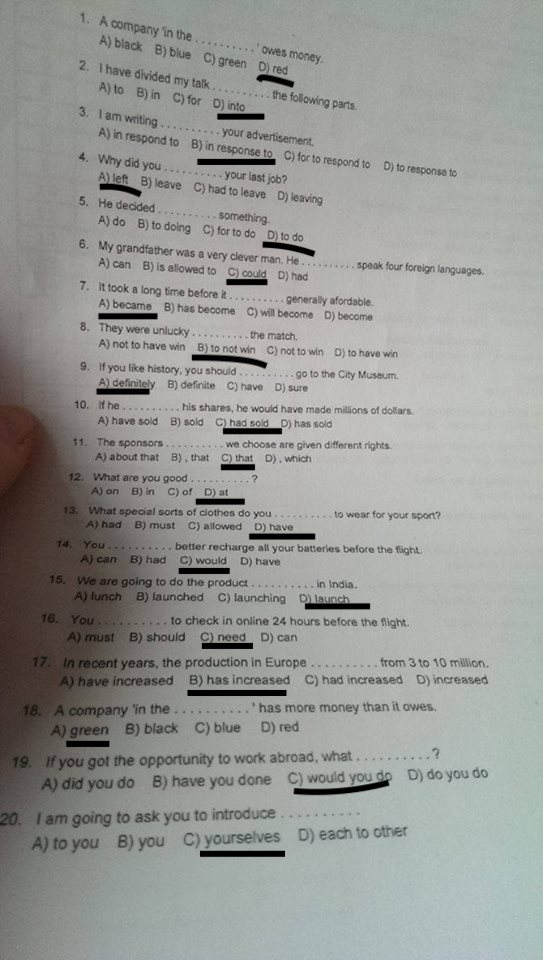 1. A company 'in the . . . . . . . . . . ' owes money.
A) black B) blue C) green D) red
2. I have divided my talk . . . . . . . . . . the following parts.
A) to B) in C) for D) into
3. I am writing . . . . . . . . . . your advertisement.
A) in respond to B) in response to C) for to respond to D) to response to
4. Why did you . . . . . . . . . . your last job?
A) left B) leave C) had to leave D) leaving
5. He decided . . . . . . . . . . something.
A) do B) to doing C) for to do D) to do
6. My grandfather was a very clever man. He . . . . . . . . . . speak four foreign languages.
A) can B) is allowed to C) could D) had
7. It took a long time before it . . . . . . . . . . generally afordable.
A) became B) has become C) will become D) become
8. They were unlucky . . . . . . . . . . the match.
A) not to have win B) to not win C) not to win D) to have win
9. If you like history, you should . . . . . . . . . . go to the City Museum.
A) definitely B) definite C) have D) sure
10. If he . . . . . . . . . . his shares, he would have made millions of dollars.
A) have sold B) sold C) had sold D) has sold
11. The sponsors . . . . . . . . . . we choose are given different rights.
A) about that B) , that C) that D) , which
12. What are you good . . . . . . . . . . ?
A) on B) in C) of D) at
13. What special sorts of clothes do you . . . . . . . . . . to wear for your sport?
A) had B) must C) allowed D) have
14. You . . . . . . . . . . better recharge all your batteries before the flight.
A) can B) had C) would D) have
15. We are going to do the product . . . . . . . . . . in India.
A) lunch B) launched C) launching D) launch
16. You . . . . . . . . . . to check in online 24 hours before the flight.
A) must B) should C) need D) can
17. In recent years, the production in Europe . . . . . . . . . . from 3 to 10 million.
A) have increased B) has increased C) had increased D) increased
18. A company 'in the . . . . . . . . . . ' has more money than it owes.
A) green B) black C) blue D) red
19. If you got the opportunity to work abroad, what . . . . . . . . . . ?
A) did you do B) have you done C) would you do D) do you do
20. I am going to ask you to introduce . . . . . . . . . .
A) to you B) you C) yourselves D) each to other